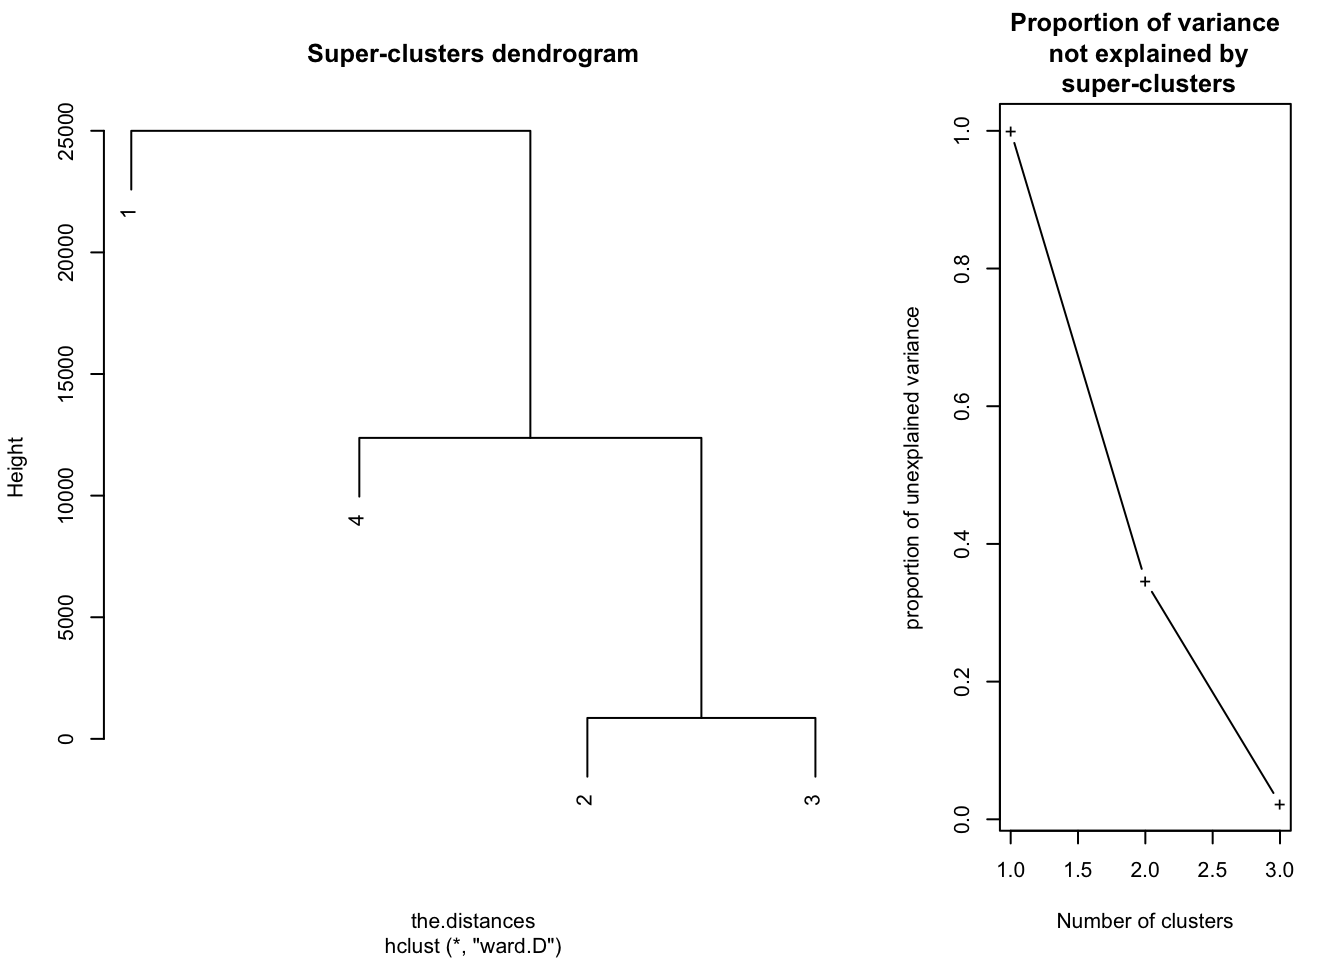 Super-clusters dendrogram
Height
25000
20000
15000
10000
5000
0
1
4
2
3
the.distances
hclust (*, "ward.D")
Proportion of variance
not explained by
super-clusters
proportion of unexplained variance
1.0
0.8
0.6
0.4
0.2
0.0
1.0 1.5 2.0 2.5 3.0
Number of clusters